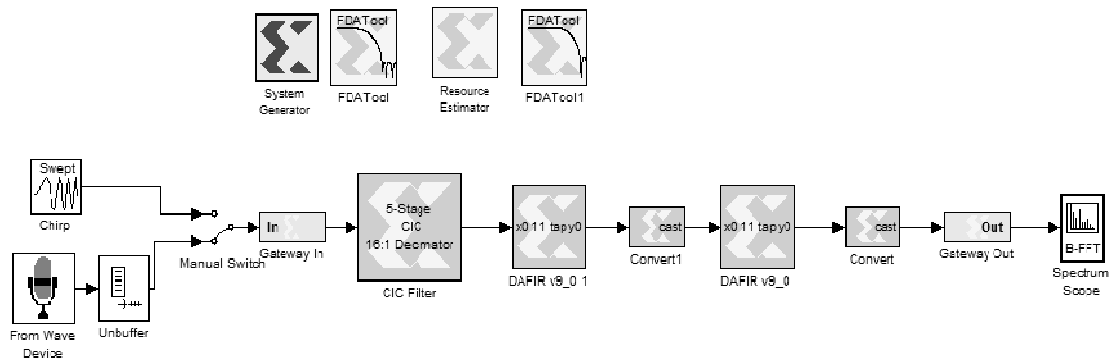 FDATool
FDATool
System
Generator
FDATool
Resource
Estimator
FDATool1
Swept
Chirp
Manual Switch
In
Gateway In
5-Stage
CIC
16:1 Decimator
CIC Filter
x0.11 tapy0
DAFIR v9_0 1
cast
Convert1
x0.11 tapy0
DAFIR v9_0
cast
Convert
Out
Gateway Out
B-FFT
Spectrum
Scope
From Wave
Device
Unbuffer